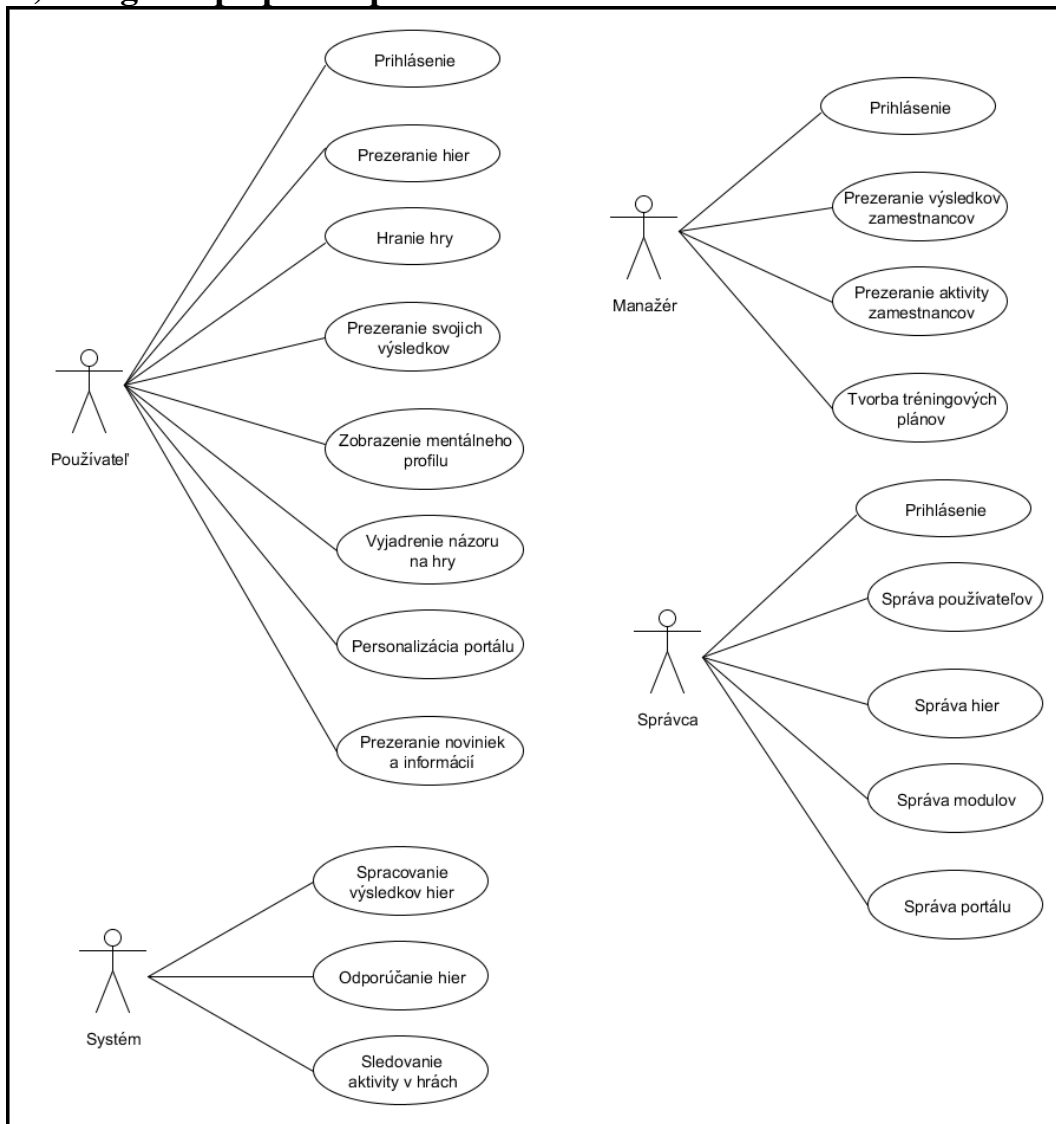 Prihlásenie
Prezeranie hier
Hranie hry
Prezeranie svojich
výsledkov
Zobrazenie mentálneho
profilu
Vyjadrenie názoru
na hry
Personalizácia portálu
Prezeranie noviniek
a informácií
Používateľ
Prihlásenie
Prezeranie výsledkov
zamestnancov
Prezeranie aktivity
zamestnancov
Tvorba tréningových
plánov
Manažér
Prihlásenie
Správa používateľov
Správa hier
Správa modulov
Správa portálu
Správca
Spracovanie
výsledkov hier
Odporúčanie hier
Sledovanie
aktivity v hrách
Systém